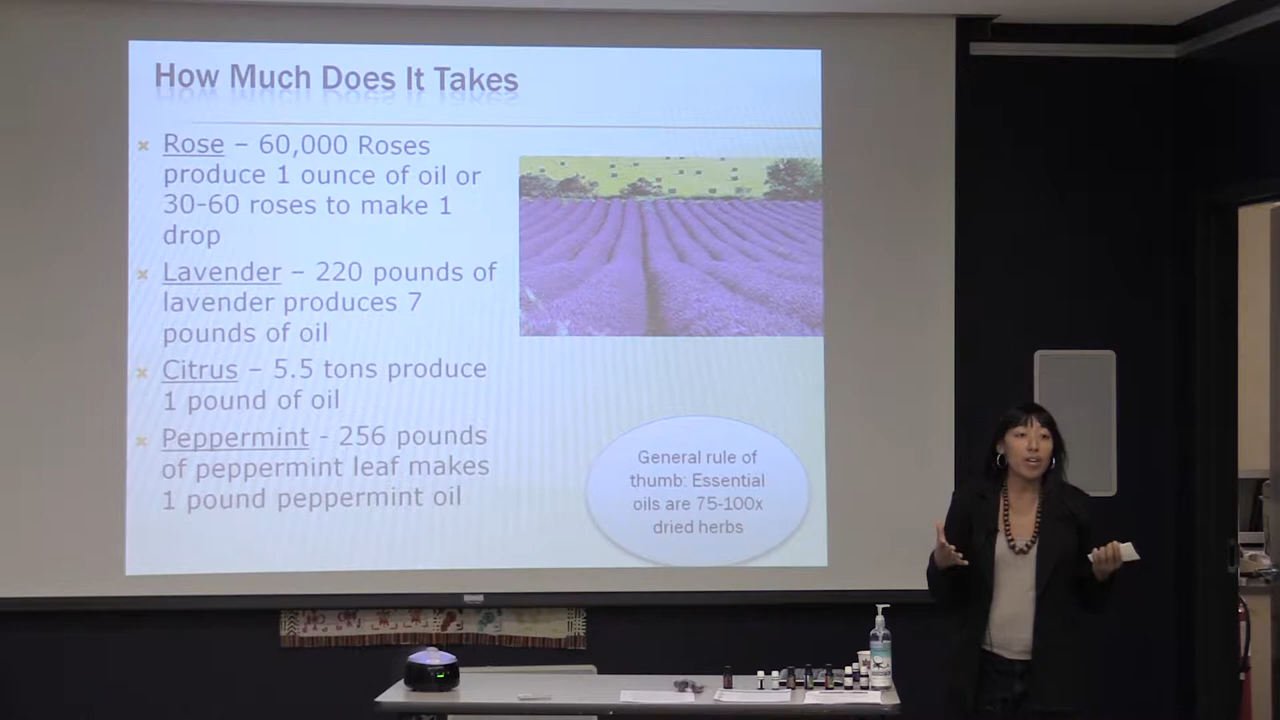 How Much Does It Takes
Rose – 60,000 Roses
produce 1 ounce of oil or
30-60 roses to make 1
drop
Lavender – 220 pounds of
lavender produces 7
pounds of oil
Citrus – 5.5 tons produce
1 pound of oil
Peppermint - 256 pounds
of peppermint leaf makes
1 pound peppermint oil
General rule of
thumb: Essential
oils are 75-100x
dried herbs